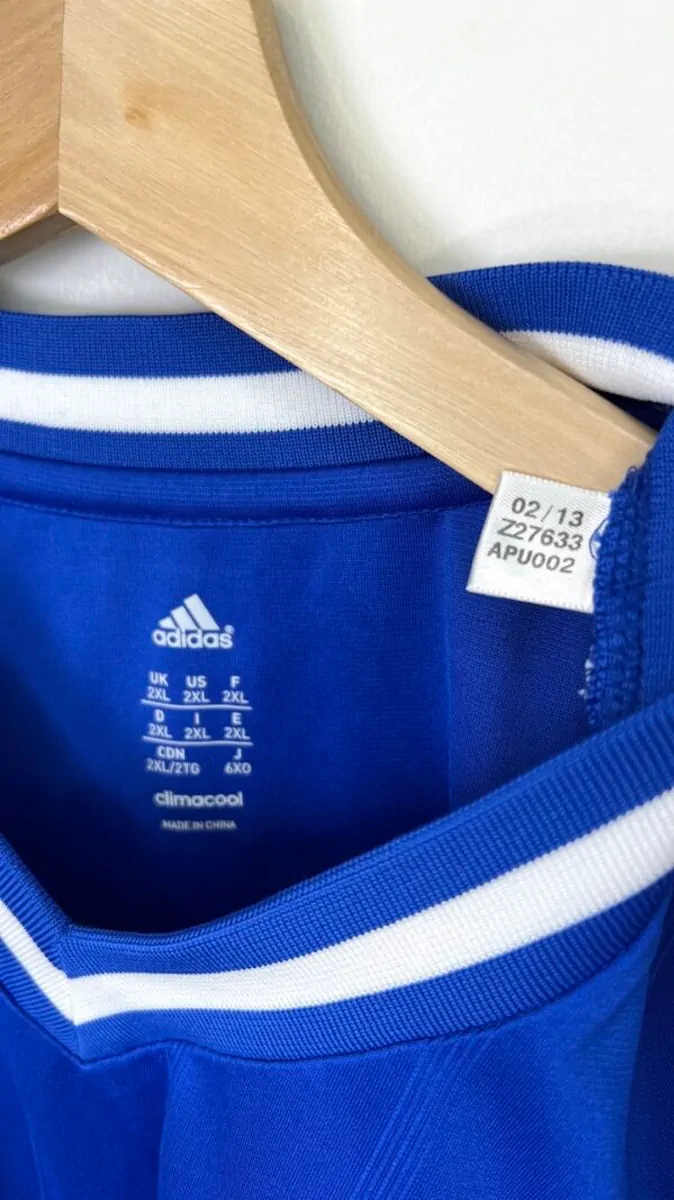 02/13
Z27633
APU002
adidas®
UK US F
2XL 2XL 2XL
D I E
2XL 2XL 2XL
CDN J
2XL/2TG 6XO
climacool
MADE IN CHINA